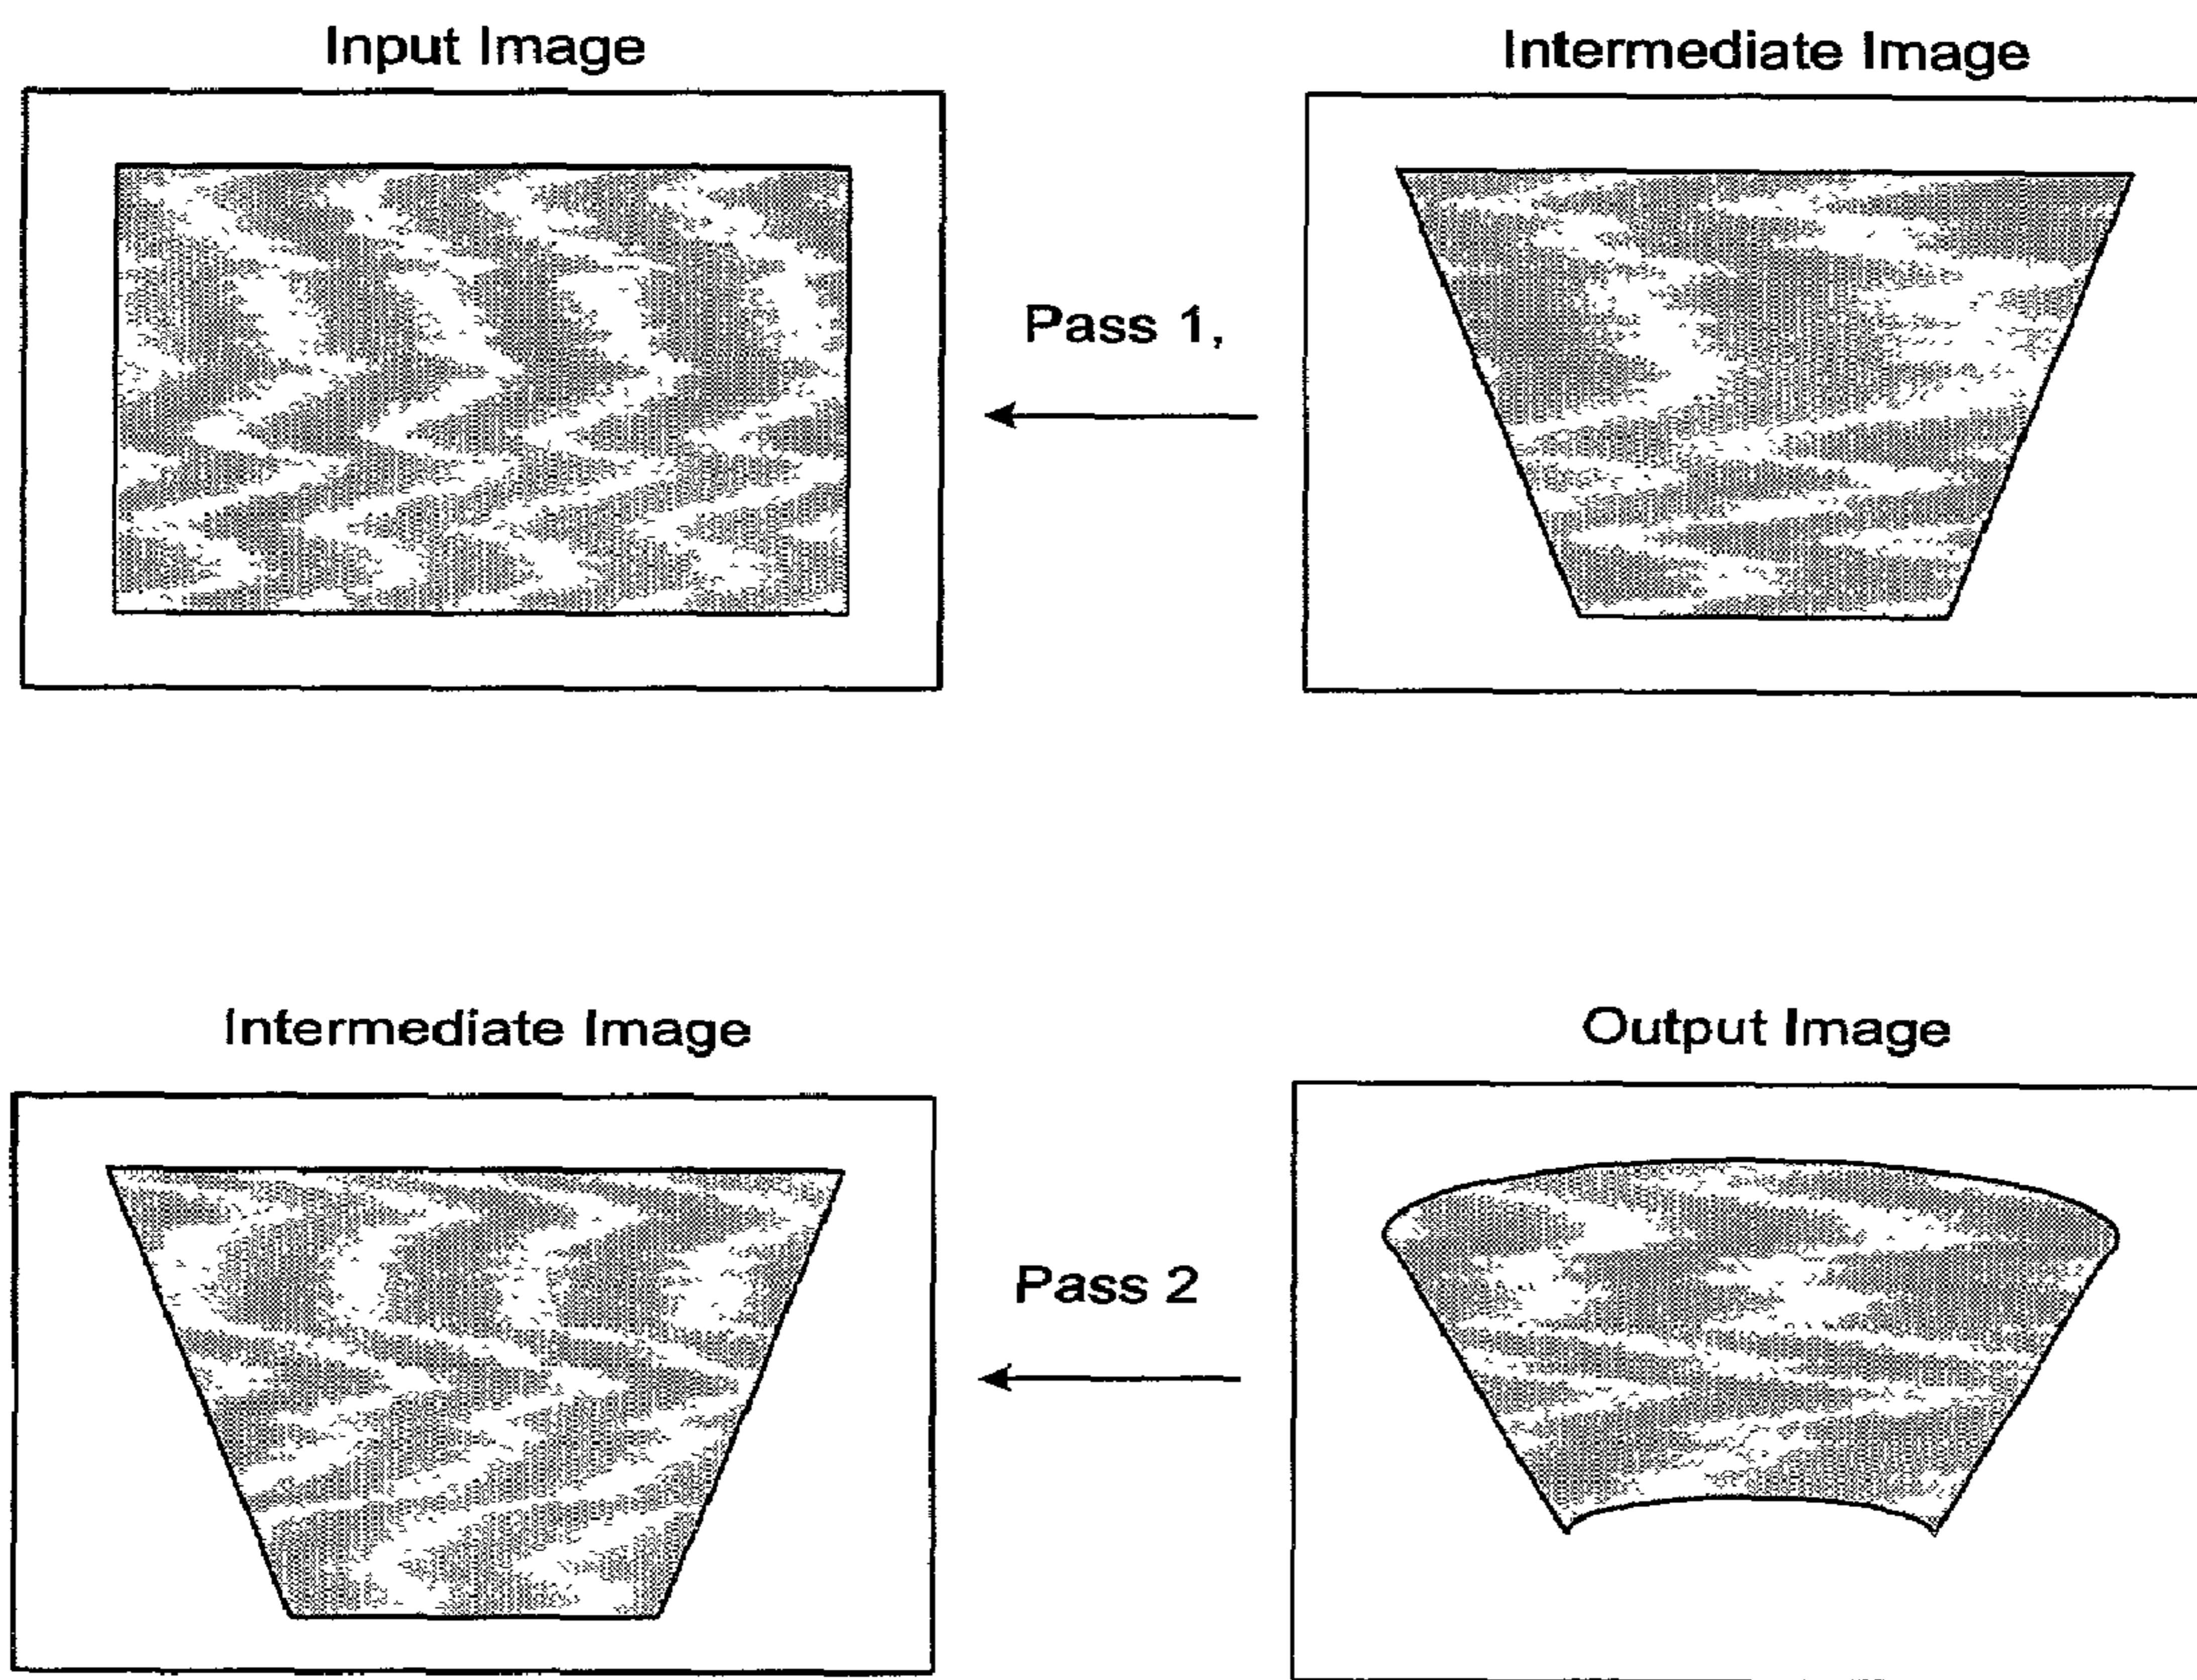 Input Image
Intermediate Image
Pass 1,
Intermediate Image
Output Image
Pass 2